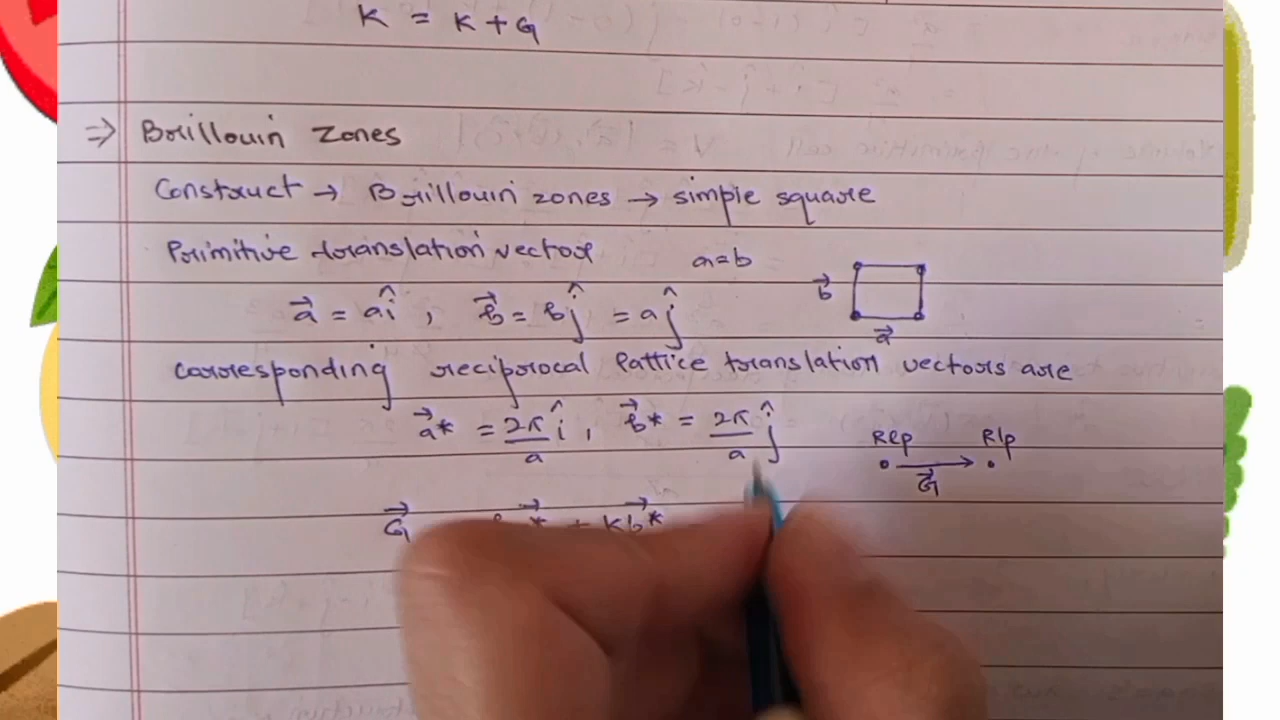 K = K + G
⇒ Brillouin Zones
Construct → Brillouin zones → simple square
Primitive translation vector a=b
b⃗
a⃗ = aî , b⃗ = bĵ = aĵ
a⃗
corresponding reciprocal lattice translation vectors are
a⃗* = 2π/a î , b⃗* = 2π/a ĵ
Rlp Rlp
G⃗
G⃗ + kb⃗*